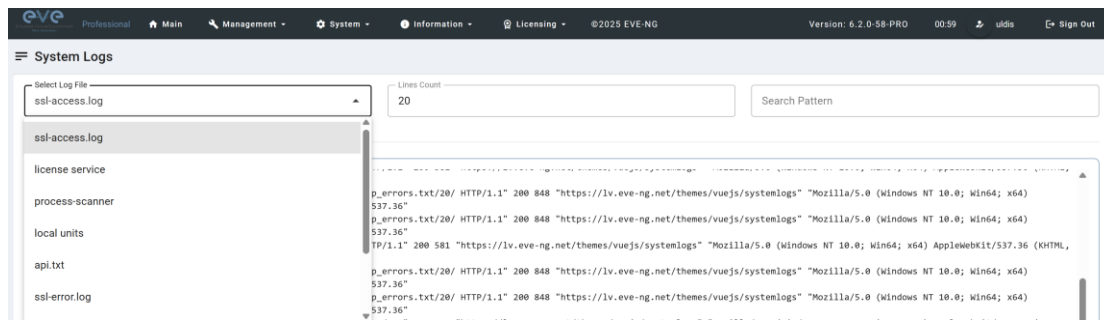 eve Professional Main Management System Information Licensing ©2025 EVE-NG Version: 6.2.0-58-PRO 00:59 uldis Sign Out
System Logs
Select Log File
ssl-access.log
Lines Count
20
Search Pattern
ssl-access.log
license service
process-scanner
local units
api.txt
ssl-error.log
p_errors.txt/20/ HTTP/1.1" 200 848 "https://lv.eve-ng.net/themes/vuejs/systemlogs" "Mozilla/5.0 (Windows NT 10.0; Win64; x64)
537.36"
p_errors.txt/20/ HTTP/1.1" 200 848 "https://lv.eve-ng.net/themes/vuejs/systemlogs" "Mozilla/5.0 (Windows NT 10.0; Win64; x64)
537.36"
TP/1.1" 200 581 "https://lv.eve-ng.net/themes/vuejs/systemlogs" "Mozilla/5.0 (Windows NT 10.0; Win64; x64) AppleWebKit/537.36 (KHTML,
p_errors.txt/20/ HTTP/1.1" 200 848 "https://lv.eve-ng.net/themes/vuejs/systemlogs" "Mozilla/5.0 (Windows NT 10.0; Win64; x64)
537.36"
p_errors.txt/20/ HTTP/1.1" 200 848 "https://lv.eve-ng.net/themes/vuejs/systemlogs" "Mozilla/5.0 (Windows NT 10.0; Win64; x64)
537.36"